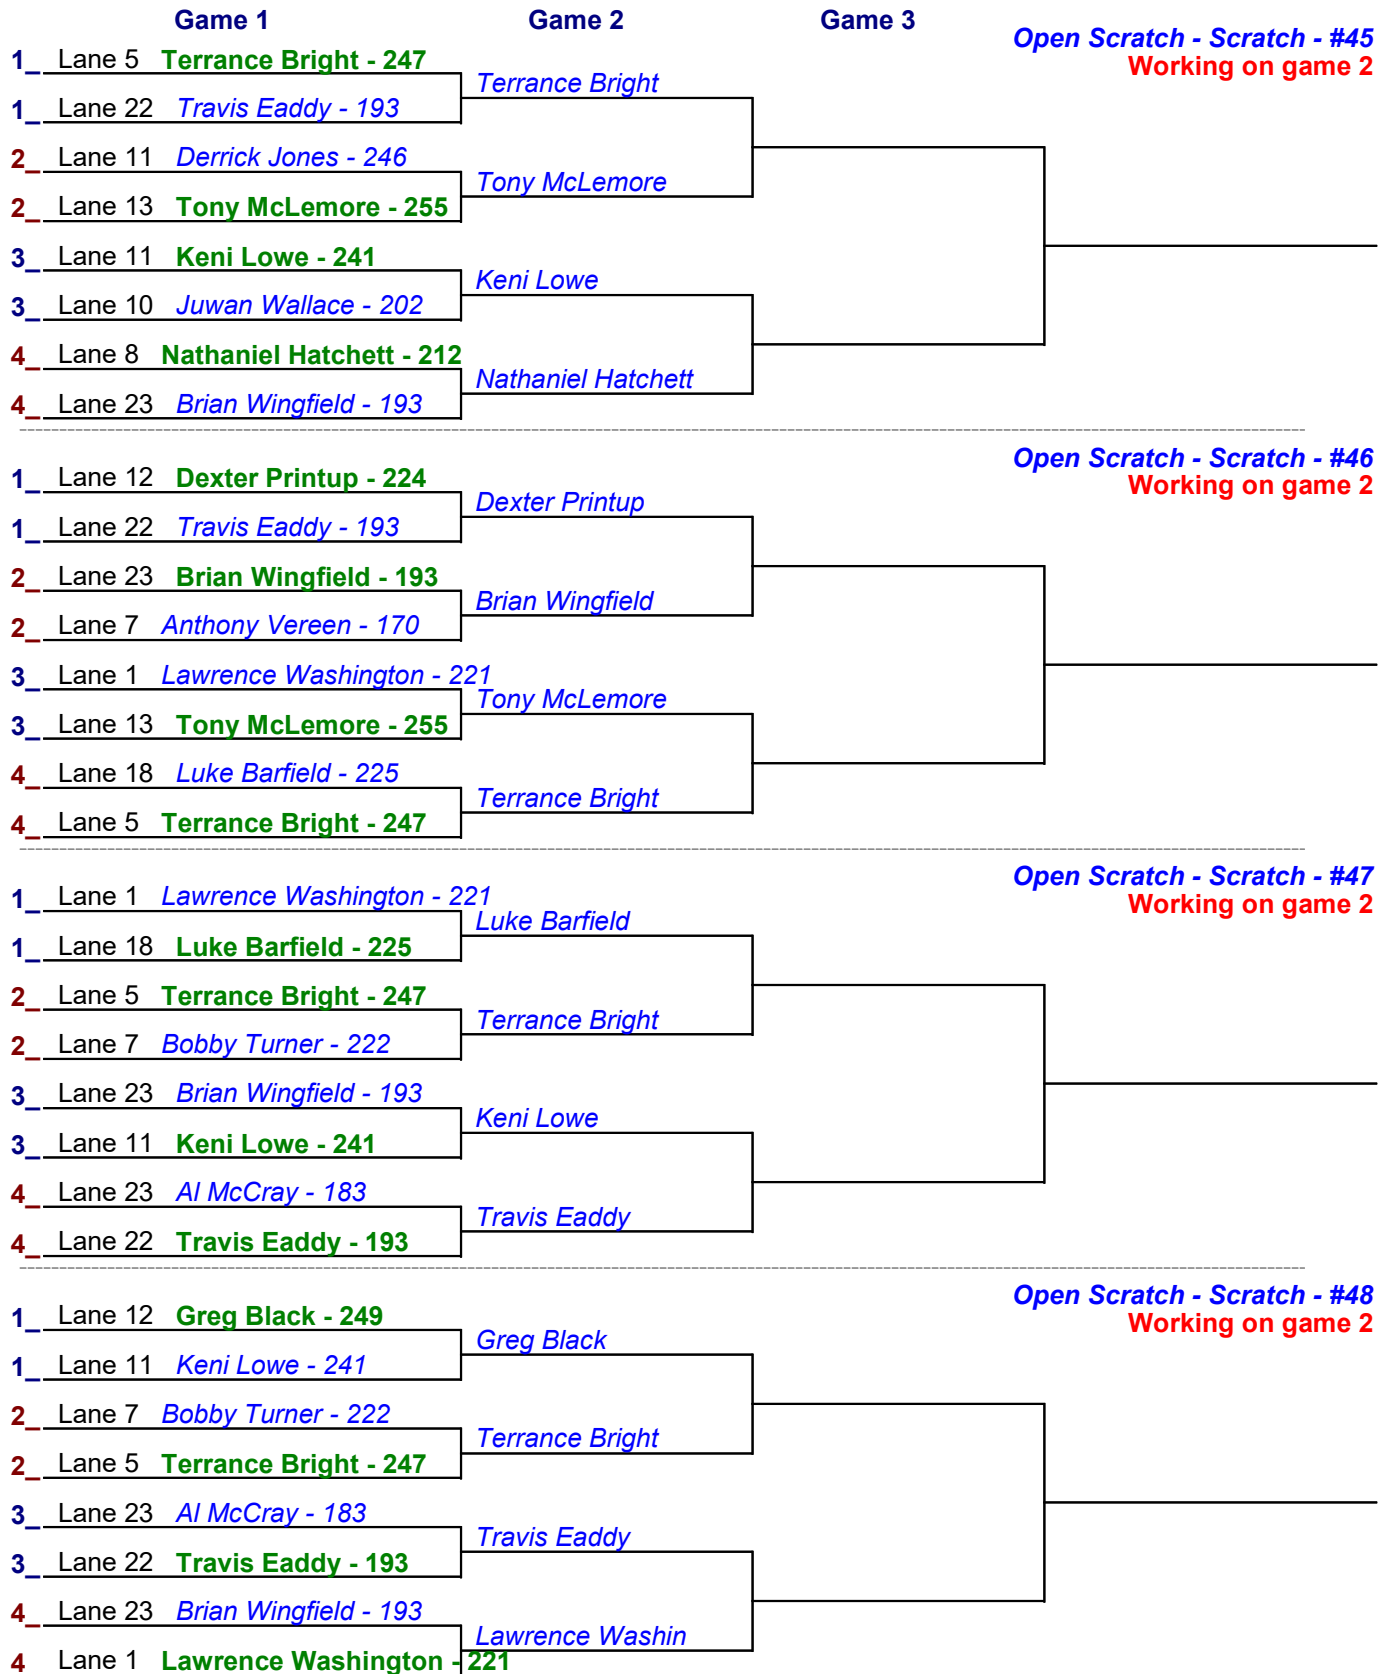 Game 1 Game 2 Game 3
Open Scratch - Scratch - #45
Working on game 2
1_ Lane 5 Terrance Bright - 247
Terrance Bright
1_ Lane 22 Travis Eaddy - 193
2_ Lane 11 Derrick Jones - 246
Tony McLemore
2_ Lane 13 Tony McLemore - 255
3_ Lane 11 Keni Lowe - 241
Keni Lowe
3_ Lane 10 Juwan Wallace - 202
4_ Lane 8 Nathaniel Hatchett - 212
Nathaniel Hatchett
4_ Lane 23 Brian Wingfield - 193
Open Scratch - Scratch - #46
Working on game 2
1_ Lane 12 Dexter Printup - 224
Dexter Printup
1_ Lane 22 Travis Eaddy - 193
2_ Lane 23 Brian Wingfield - 193
Brian Wingfield
2_ Lane 7 Anthony Vereen - 170
3_ Lane 1 Lawrence Washington - 221
Tony McLemore
3_ Lane 13 Tony McLemore - 255
4_ Lane 18 Luke Barfield - 225
Terrance Bright
4_ Lane 5 Terrance Bright - 247
Open Scratch - Scratch - #47
Working on game 2
1_ Lane 1 Lawrence Washington - 221
Luke Barfield
1_ Lane 18 Luke Barfield - 225
2_ Lane 5 Terrance Bright - 247
Terrance Bright
2_ Lane 7 Bobby Turner - 222
3_ Lane 23 Brian Wingfield - 193
Keni Lowe
3_ Lane 11 Keni Lowe - 241
4_ Lane 23 Al McCray - 183
Travis Eaddy
4_ Lane 22 Travis Eaddy - 193
Open Scratch - Scratch - #48
Working on game 2
1_ Lane 12 Greg Black - 249
Greg Black
1_ Lane 11 Keni Lowe - 241
2_ Lane 7 Bobby Turner - 222
Terrance Bright
2_ Lane 5 Terrance Bright - 247
3_ Lane 23 Al McCray - 183
Travis Eaddy
3_ Lane 22 Travis Eaddy - 193
4_ Lane 23 Brian Wingfield - 193
Lawrence Washin
4 Lane 1 Lawrence Washington - 221